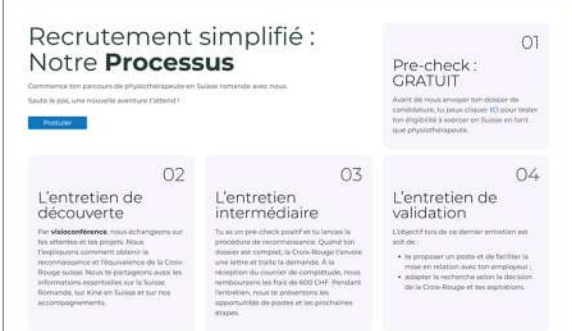 Recrutement simplifié :
Notre Processus
Commence ton parcours de physiothérapeute en Suisse romande avec nous.
Saute le pas, une nouvelle aventure t'attend !
Postuler
01
Pre-check :
GRATUIT
Avant de nous envoyer ton dossier de
candidature, tu peux cliquer ICI pour tester
ton éligibilité à exercer en Suisse en tant
que physiothérapeute.
02
L'entretien de
découverte
Par visioconférence, nous échangeons sur
tes attentes et tes projets. Nous
t'expliquons comment obtenir la
reconnaissance et l'équivalence de la Croix-
Rouge suisse. Nous te partageons aussi les
informations essentielles sur la Suisse
Romande, sur Kiné en Suisse et sur nos
accompagnements.
03
L'entretien
intermédiaire
Tu as un pré-check positif et tu lances la
procédure de reconnaissance. Quand ton
dossier est complet, la Croix-Rouge t'envoie
une lettre et traite la demande. À la
réception du courrier de complétude, nous
remboursons les frais de 600 CHF. Pendant
l'entretien, nous te présentons les
opportunités de postes et les prochaines
étapes.
04
L'entretien de
validation
L'objectif lors de ce dernier entretien est
soit de :
• te proposer un poste et de faciliter la
mise en relation avec ton employeur ;
• adapter la recherche selon la décision
de la Croix-Rouge et tes aspirations.